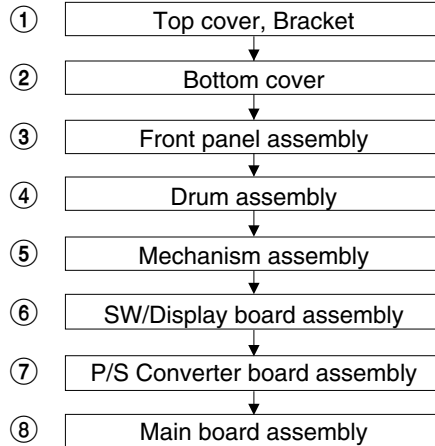 ① Top cover, Bracket
② Bottom cover
③ Front panel assembly
④ Drum assembly
⑤ Mechanism assembly
⑥ SW/Display board assembly
⑦ P/S Converter board assembly
⑧ Main board assembly